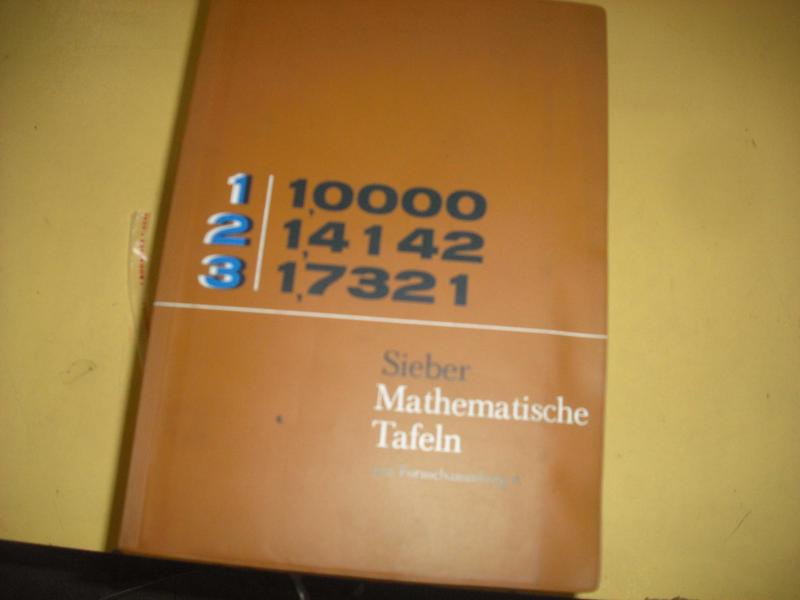 1 1,0000
2 1,4142
3 1,7321
Sieber
Mathematische
Tafeln